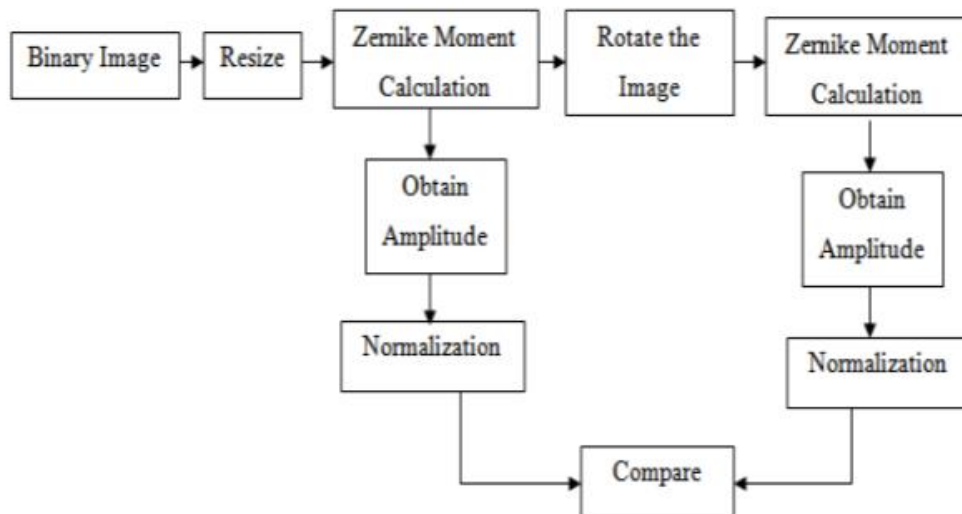 Binary Image
Resize
Zernike Moment
Calculation
Rotate the
Image
Zernike Moment
Calculation
Obtain
Amplitude
Obtain
Amplitude
Normalization
Normalization
Compare